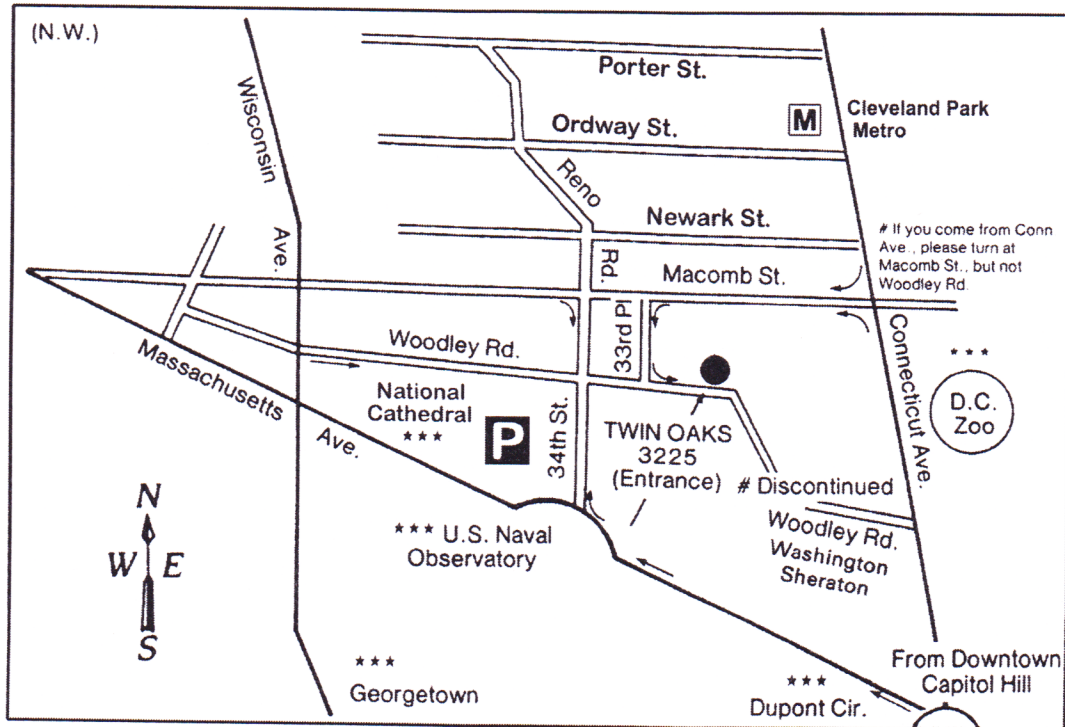 (N.W.)
Porter St.
Wisconsin
Ave.
M
Cleveland Park
Metro
Ordway St.
Reno
Rd.
Newark St.
# If you come from Conn
Ave., please turn at
Macomb St., but not
Woodley Rd.
Macomb St.
33rd Pl
Woodley Rd.
Massachusetts
Ave.
National
Cathedral
***
P
34th St.
TWIN OAKS
3225
(Entrance)
# Discontinued
Connecticut Ave.
***
D.C.
Zoo
Woodley Rd.
Washington
Sheraton
*** U.S. Naval
Observatory
N
W E
S
***
Georgetown
***
Dupont Cir.
From Downtown
Capitol Hill